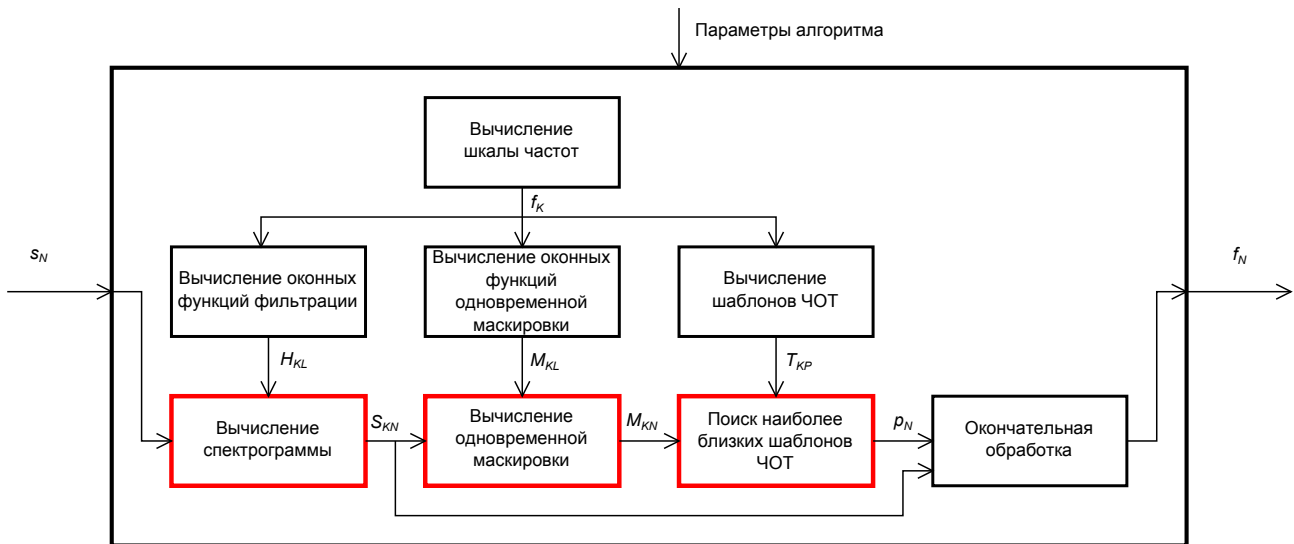 Параметры алгоритма
Вычисление
шкалы частот
f_K
s_N
f_N
Вычисление оконных
функций фильтрации
Вычисление оконных
функций
одновременной
маскировки
Вычисление
шаблонов ЧОТ
H_KL
M_KL
T_KP
Вычисление
спектрограммы
S_KN
Вычисление
одновременной
маскировки
M_KN
Поиск наиболее
близких шаблонов
ЧОТ
p_N
Окончательная
обработка